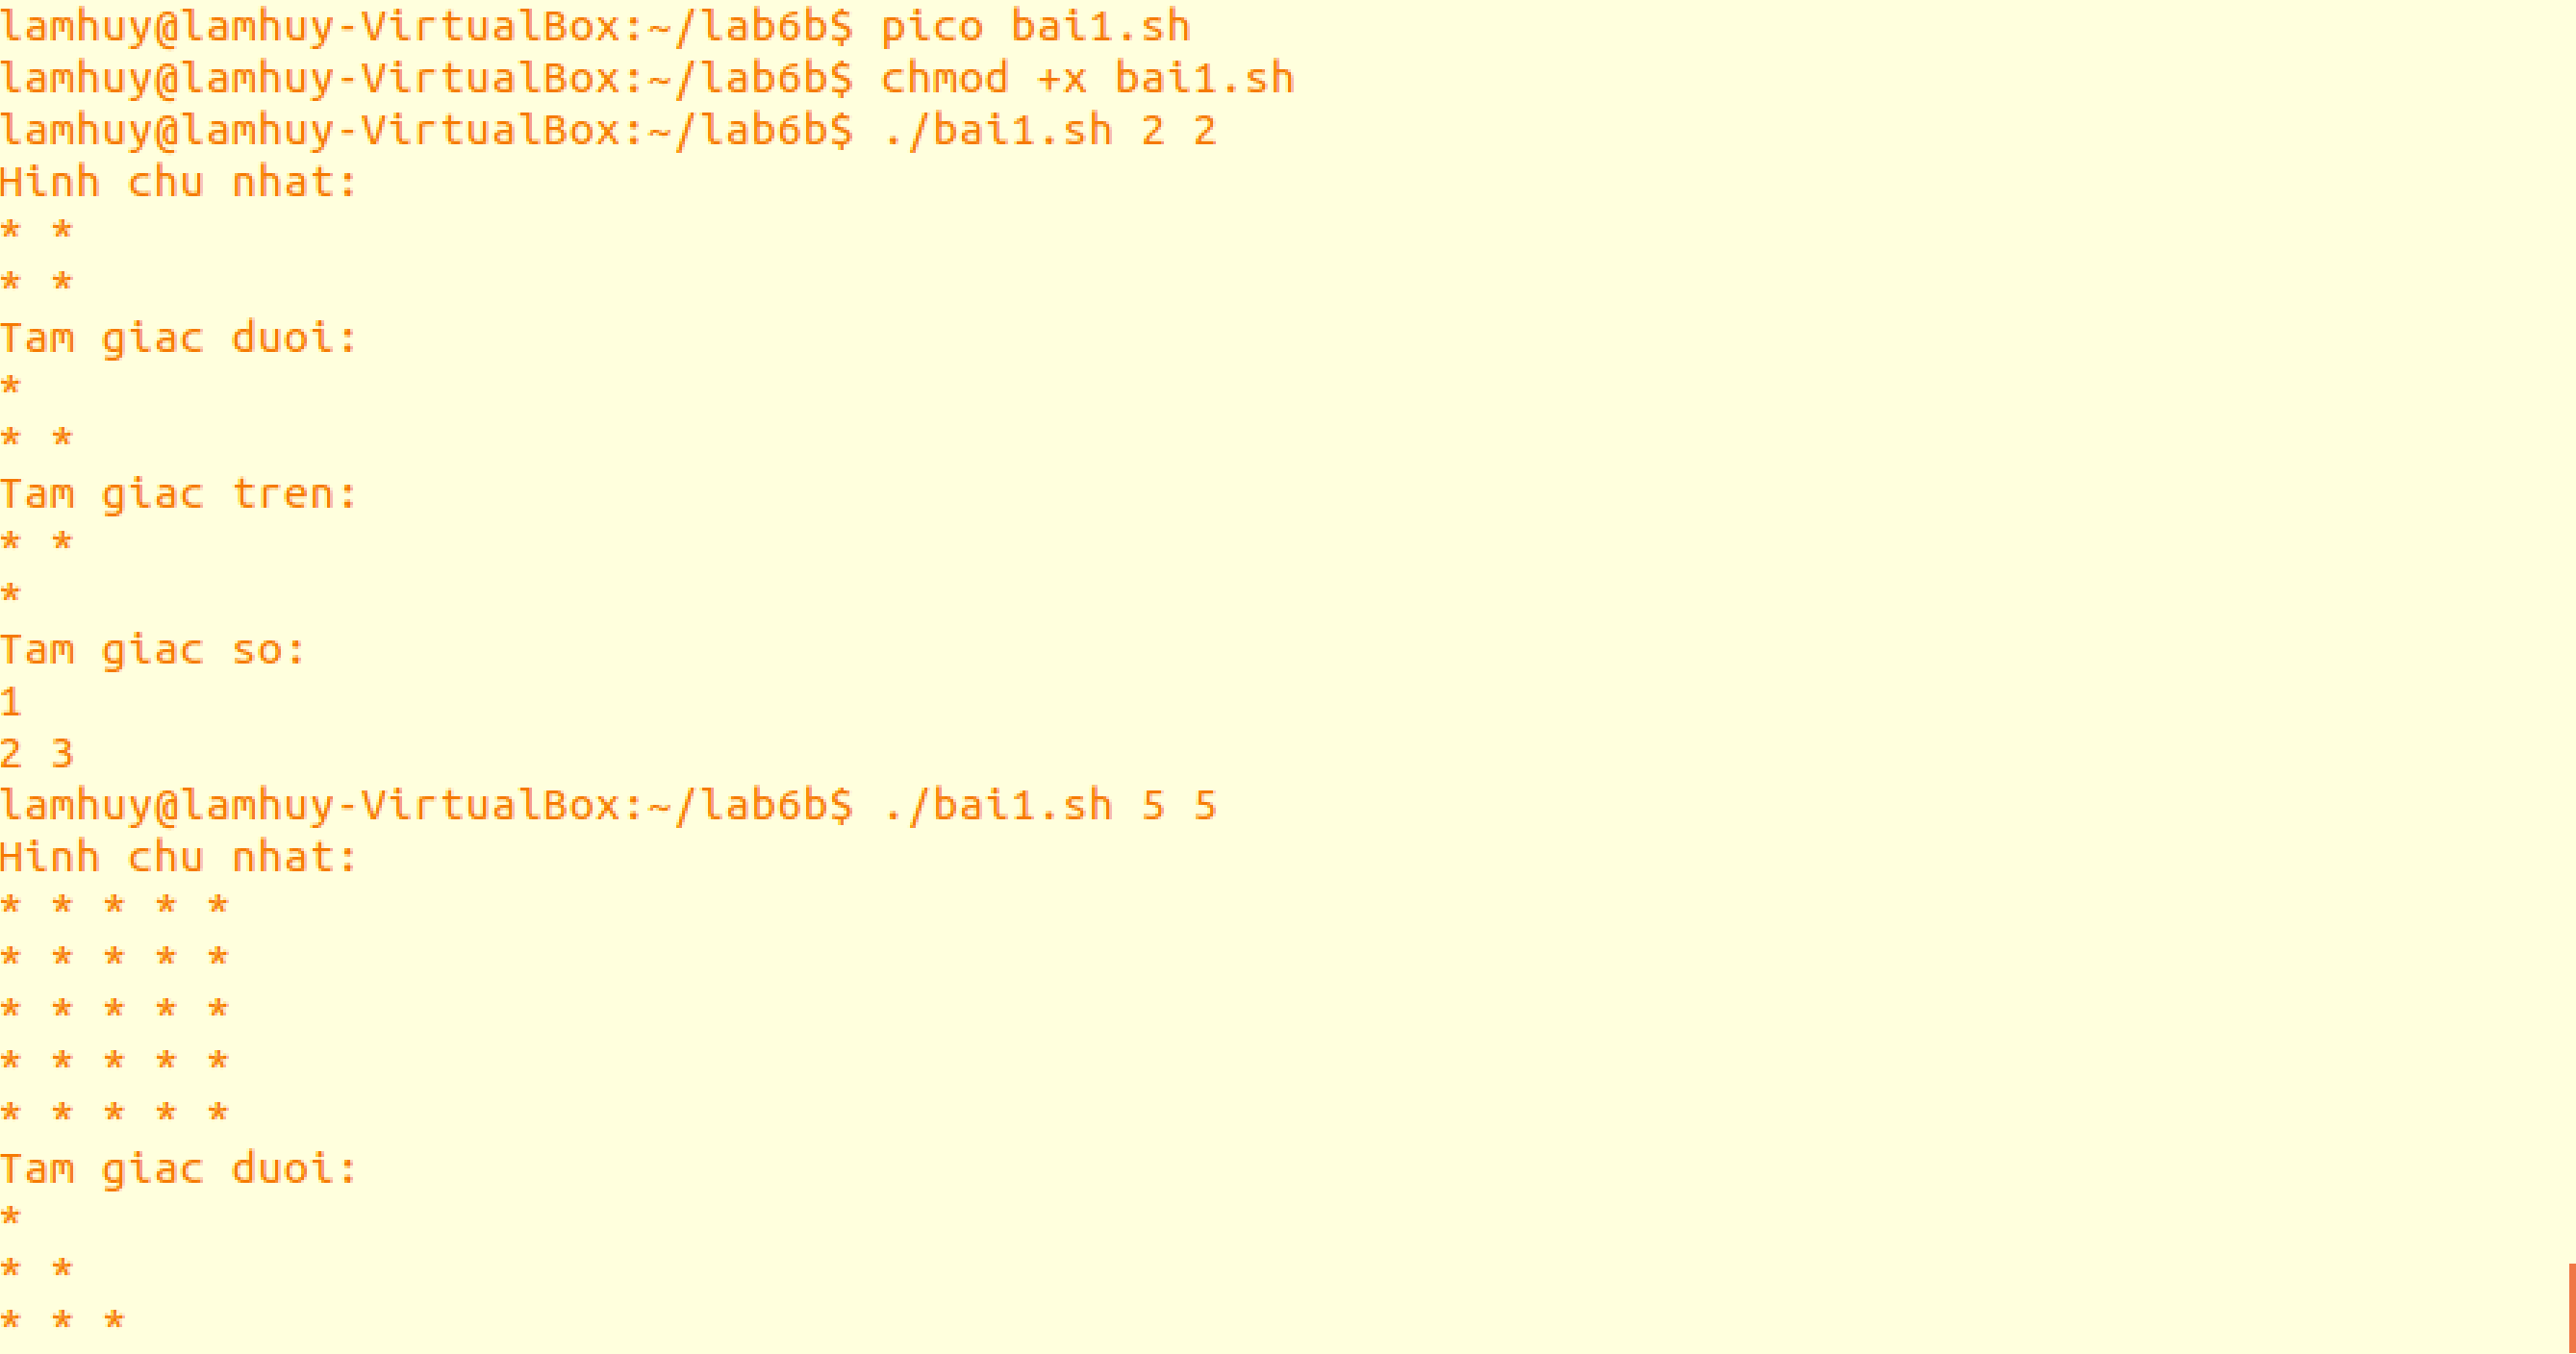 lamhuy@lamhuy-VirtualBox:~/lab6b$ pico bai1.sh
lamhuy@lamhuy-VirtualBox:~/lab6b$ chmod +x bai1.sh
lamhuy@lamhuy-VirtualBox:~/lab6b$ ./bai1.sh 2 2
Hinh chu nhat:
* *
* *
Tam giac duoi:
*
* *
Tam giac tren:
* *
*
Tam giac so:
1
2 3
lamhuy@lamhuy-VirtualBox:~/lab6b$ ./bai1.sh 5 5
Hinh chu nhat:
* * * * *
* * * * *
* * * * *
* * * * *
* * * * *
Tam giac duoi:
*
* *
* * *